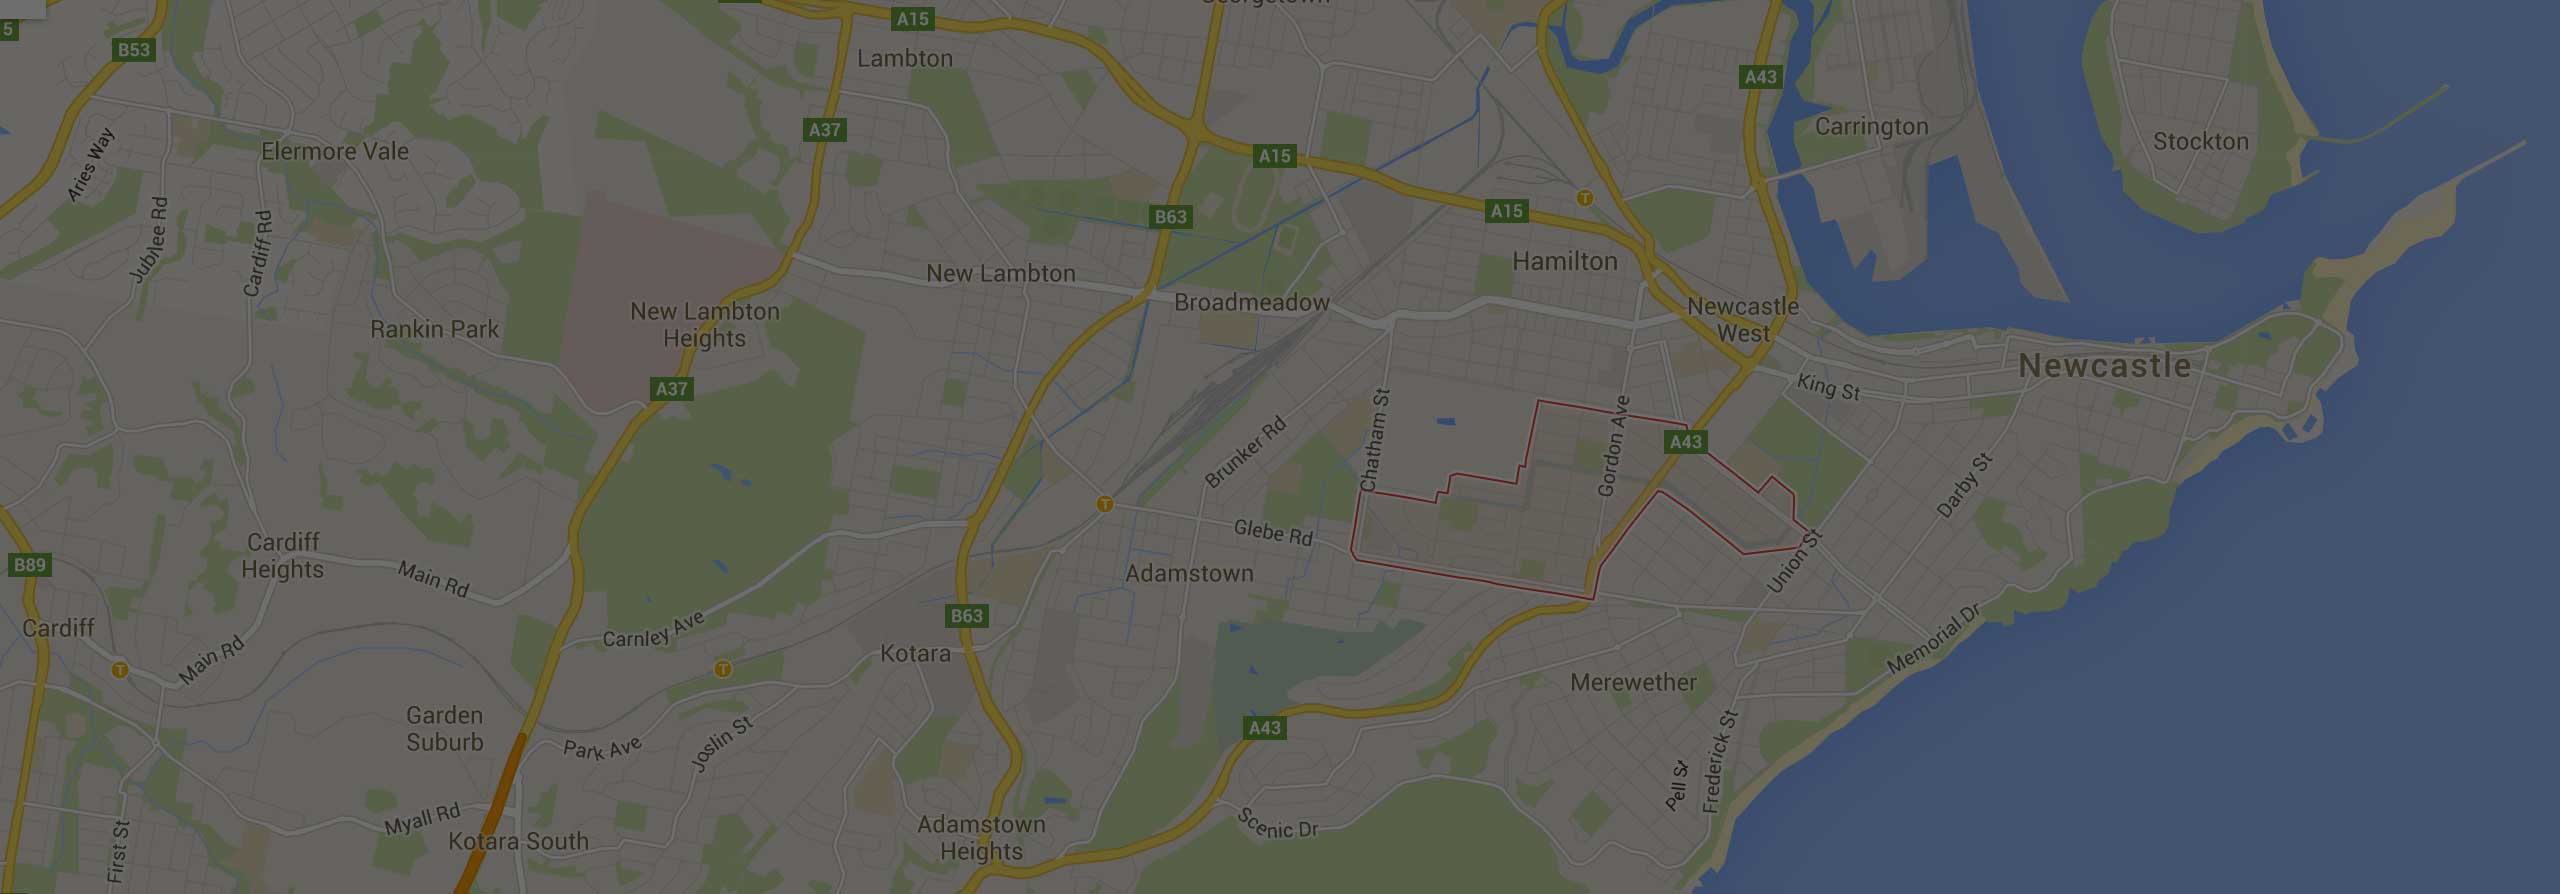 Georgetown
A15
5
B53
Lambton
A43
A37
Carrington
Aries Way
Elermore Vale
Stockton
A15
T
A15
B63
Jubilee Rd
Cardiff Rd
Hamilton
New Lambton
Broadmeadow
New Lambton
Heights
Newcastle
West
Rankin Park
Newcastle
A37
King St
Chatham St
Gordon Ave
A43
Brunker Rd
Darby St
T
Glebe Rd
Cardiff
Heights
B89
Main Rd
Adamstown
Union St
B63
Cardiff
Carnley Ave
Memorial Dr
Main Rd
Kotara
T
T
Merewether
Garden
Suburb
A43
Park Ave
Joslin St
Frederick St
Pell St
Myall Rd
Scenic Dr
Adamstown
Heights
Kotara South
First St